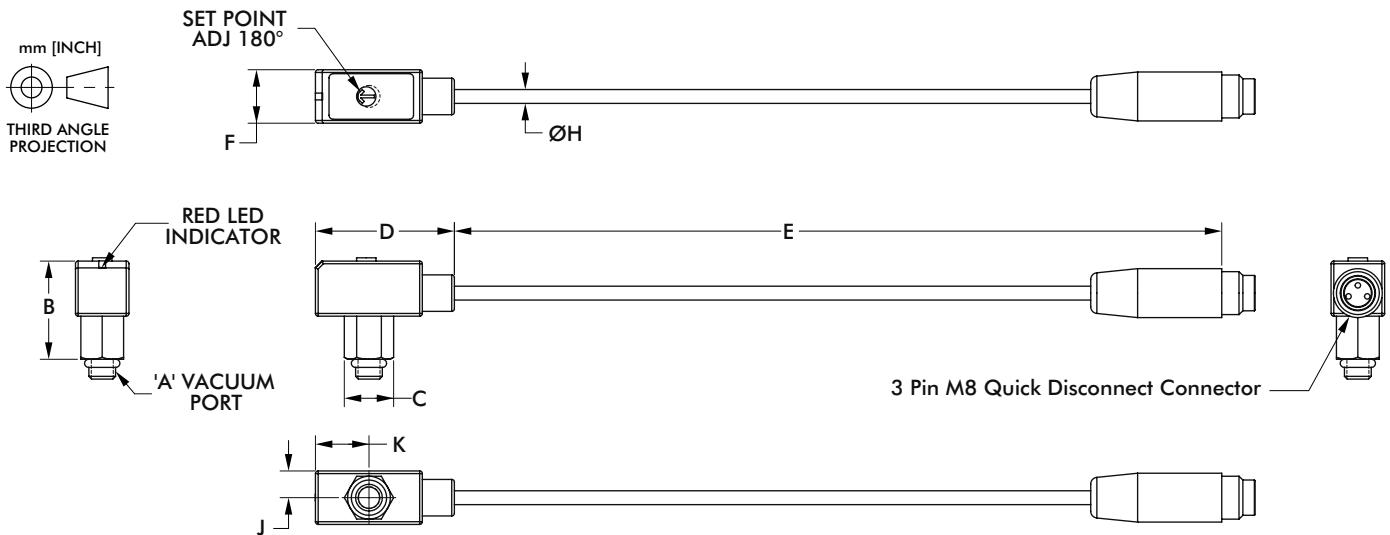 SET POINT
ADJ 180°
mm [INCH]
THIRD ANGLE
PROJECTION
F
ØH
RED LED
INDICATOR
D
E
B
'A' VACUUM
PORT
C
3 Pin M8 Quick Disconnect Connector
K
J